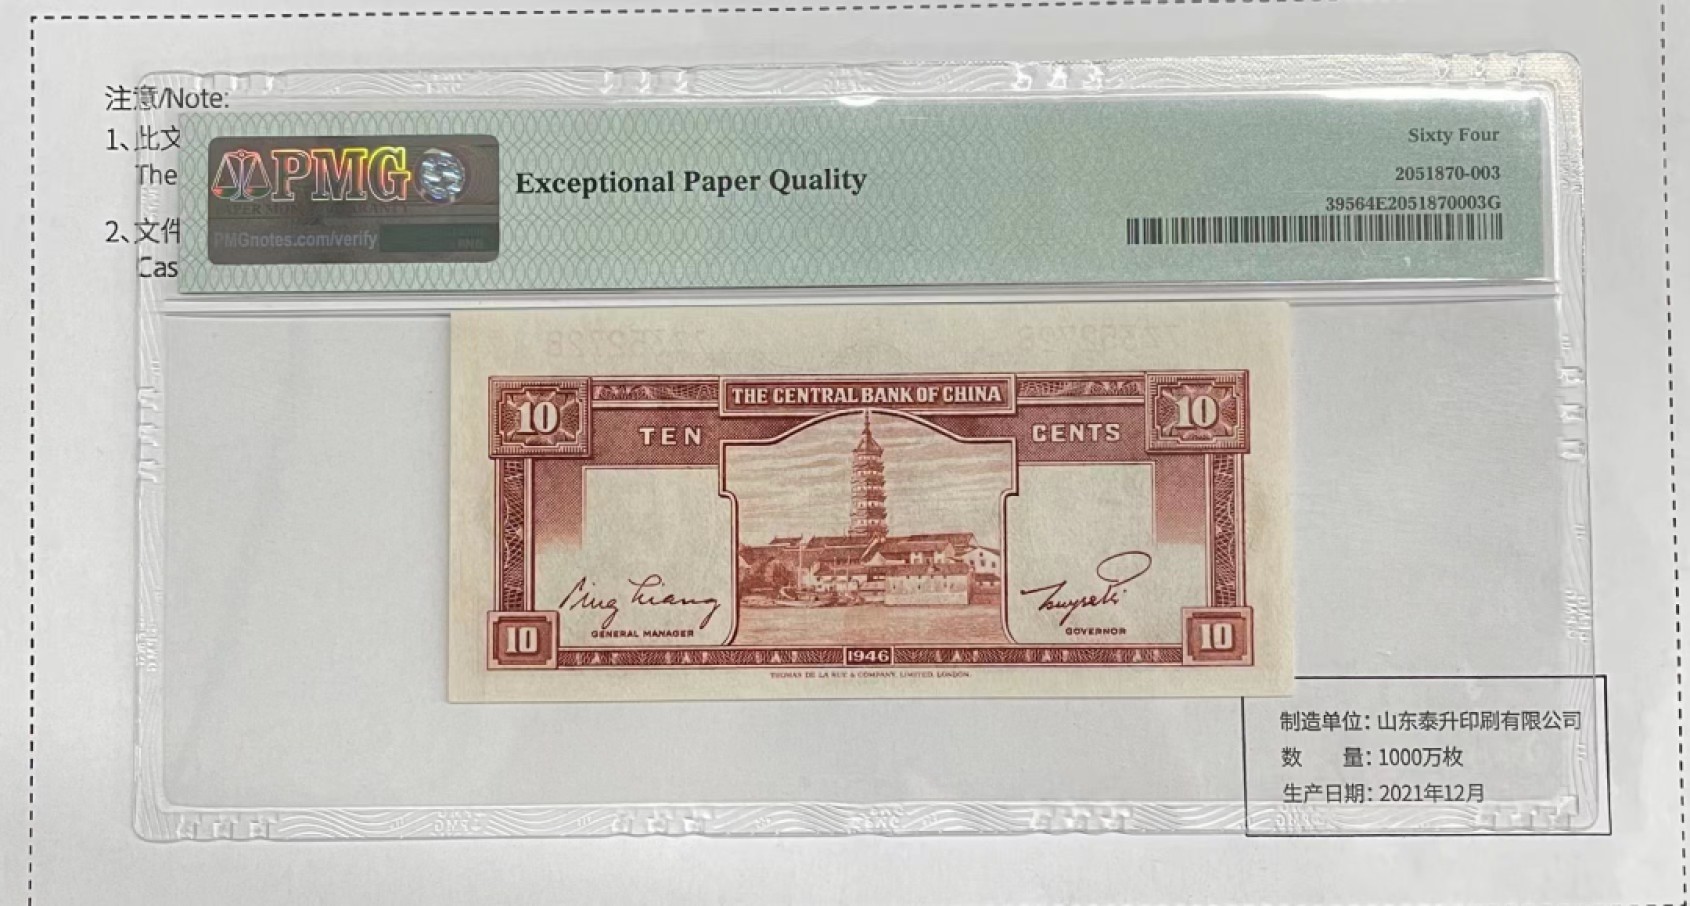 注意/Note:
1、此文
The
2、文件
Cas
PMG
PMGnotes.com/verify
Exceptional Paper Quality
Sixty Four
2051870-003
39564E2051870003G
THE CENTRAL BANK OF CHINA
10
TEN
CENTS
10
GENERAL MANAGER
GOVERNOR
10
1946
10
THOMAS DE LA RUE & COMPANY, LIMITED, LONDON.
制造单位：山东泰升印刷有限公司
数 量：1000万枚
生产日期：2021年12月